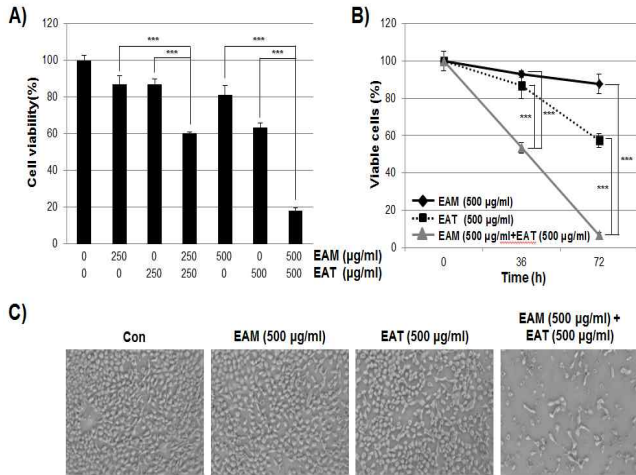 A)
***
***
***
***
Cell viability(%)
120
100
80
60
40
20
0
0 250 0 250 500 0 500 EAM (µg/ml)
0 0 250 250 0 500 500 EAT (µg/ml)
B)
Viable cells (%)
120
100
80
60
40
20
0
***
***
***
***
EAM (500 µg/ml)
EAT (500 µg/ml)
EAM (500 µg/ml+EAT (500 µg/ml)
0 36 72
Time (h)
C)
Con
EAM (500 µg/ml)
EAT (500 µg/ml)
EAM (500 µg/ml) +
EAT (500 µg/ml)